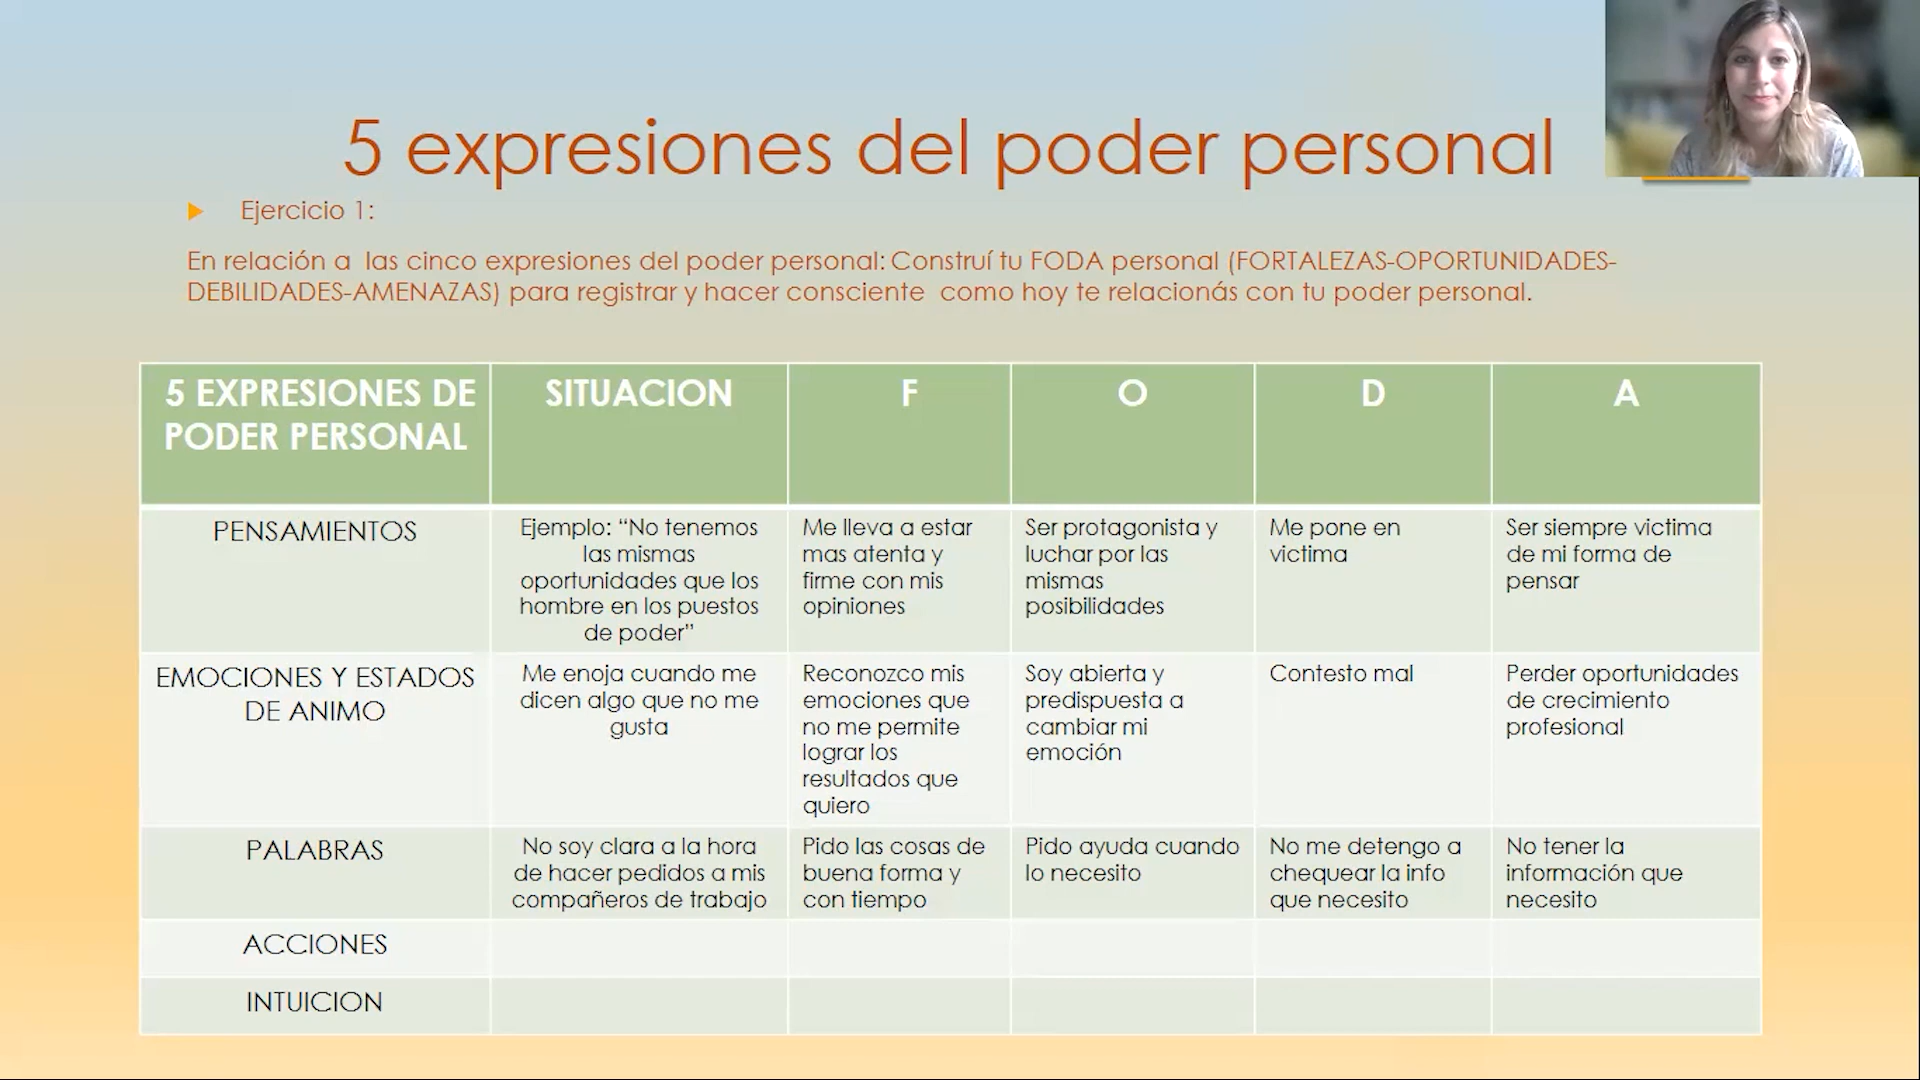 5 expresiones del poder personal
Ejercicio 1:
En relación a las cinco expresiones del poder personal: Construí tu FODA personal (FORTALEZAS-OPORTUNIDADES-
DEBILIDADES-AMENAZAS) para registrar y hacer consciente como hoy te relacionás con tu poder personal.
5 EXPRESIONES DE
PODER PERSONAL
SITUACION
F
O
D
A
PENSAMIENTOS
Ejemplo: “No tenemos
las mismas
oportunidades que los
hombre en los puestos
de poder”
Me lleva a estar
mas atenta y
firme con mis
opiniones
Ser protagonista y
luchar por las
mismas
posibilidades
Me pone en
victima
Ser siempre victima
de mi forma de
pensar
EMOCIONES Y ESTADOS
DE ANIMO
Me enoja cuando me
dicen algo que no me
gusta
Reconozco mis
emociones que
no me permite
lograr los
resultados que
quiero
Soy abierta y
predispuesta a
cambiar mi
emoción
Contesto mal
Perder oportunidades
de crecimiento
profesional
PALABRAS
No soy clara a la hora
de hacer pedidos a mis
compañeros de trabajo
Pido las cosas de
buena forma y
con tiempo
Pido ayuda cuando
lo necesito
No me detengo a
chequear la info
que necesito
No tener la
información que
necesito
ACCIONES
INTUICION